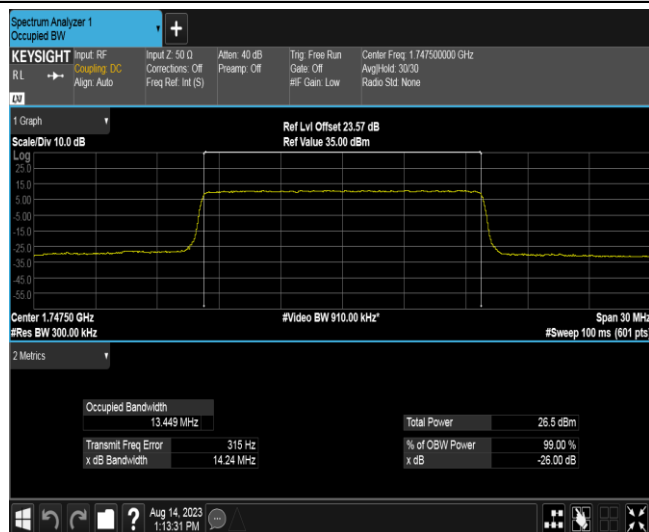 Spectrum Analyzer 1
Occupied BW
+
KEYSIGHT Input: RF Input Z: 50 Ω Atten: 40 dB Trig: Free Run Center Freq: 1.747500000 GHz
RL Coupling: DC Corrections: Off Preamp: Off Gate: Off Avg|Hold: 30/30
Align: Auto Freq Ref: Int (S) #IF Gain: Low Radio Std: None
LXI
1 Graph
Ref Lvl Offset 23.57 dB
Scale/Div 10.0 dB Ref Value 35.00 dBm
Log
25.0
15.0
5.00
-5.00
-15.0
-25.0
-35.0
-45.0
-55.0
Center 1.74750 GHz #Video BW 910.00 kHz* Span 30 MHz
#Res BW 300.00 kHz #Sweep 100 ms (601 pts)
2 Metrics
Occupied Bandwidth
13.449 MHz Total Power 26.5 dBm
Transmit Freq Error 315 Hz % of OBW Power 99.00 %
x dB Bandwidth 14.24 MHz x dB -26.00 dB
? Aug 14, 2023
1:13:31 PM